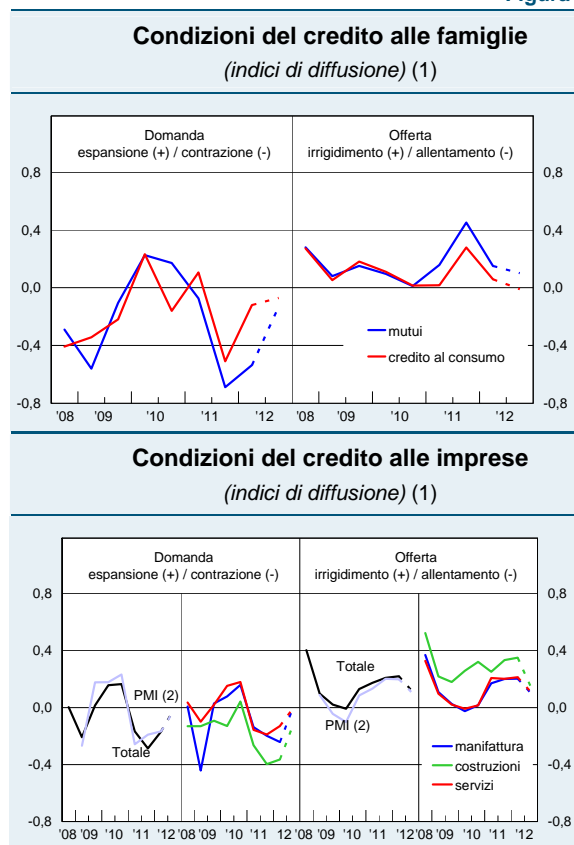 Figura
Condizioni del credito alle famiglie
(indici di diffusione) (1)
Domanda
espansione (+) / contrazione (-)
Offerta
irrigidimento (+) / allentamento (-)
0,8 0,8
0,4 0,4
0,0 0,0
-0,4 -0,4
-0,8 -0,8
mutui
credito al consumo
'08 '09 '10 '11 '12 '08 '09 '10 '11 '12
Condizioni del credito alle imprese
(indici di diffusione) (1)
Domanda
espansione (+) / contrazione (-)
Offerta
irrigidimento (+) / allentamento (-)
0,8 0,8
0,4 0,4
0,0 0,0
-0,4 -0,4
-0,8 -0,8
PMI (2)
Totale
Totale
PMI (2)
manifattura
costruzioni
servizi
'08 '09 '10 '11 '12 '08 '09 '10 '11 '12 '08 '09 '10 '11 '12 '08 '09 '10 '11 '12